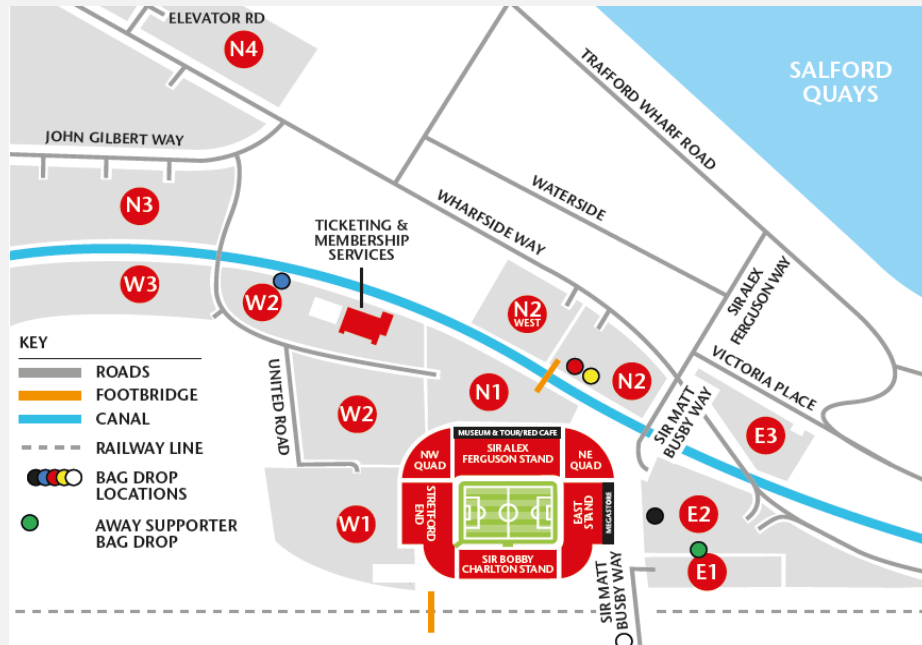 ELEVATOR RD
N4
TRAFFORD WHARF ROAD
SALFORD
QUAYS
JOHN GILBERT WAY
WATERSIDE
N3
WHARFSIDE WAY
TICKETING &
MEMBERSHIP
SERVICES
SIR ALEX
FERGUSON WAY
W3
W2
N2
WEST
VICTORIA PLACE
KEY
ROADS
FOOTBRIDGE
CANAL
RAILWAY LINE
BAG DROP
LOCATIONS
AWAY SUPPORTER
BAG DROP
UNITED ROAD
W2
N1
N2
SIR MATT
BUSBY WAY
E3
MUSEUM & TOUR/RED CAFE
NW
QUAD
SIR ALEX
FERGUSON STAND
NE
QUAD
STRETFORD
END
EAST
STAND
MEGASTORE
W1
E2
SIR BOBBY
CHARLTON STAND
E1
SIR MATT
BUSBY WAY